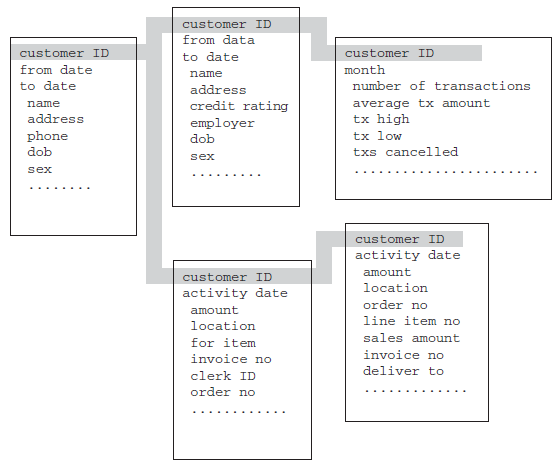 customer ID
from date
to date
name
address
phone
dob
sex
........
customer ID
from data
to date
name
address
credit rating
employer
dob
sex
.........
customer ID
month
number of transactions
average tx amount
tx high
tx low
txs cancelled
.......................
customer ID
activity date
amount
location
for item
invoice no
clerk ID
order no
............
customer ID
activity date
amount
location
order no
line item no
sales amount
invoice no
deliver to
.............